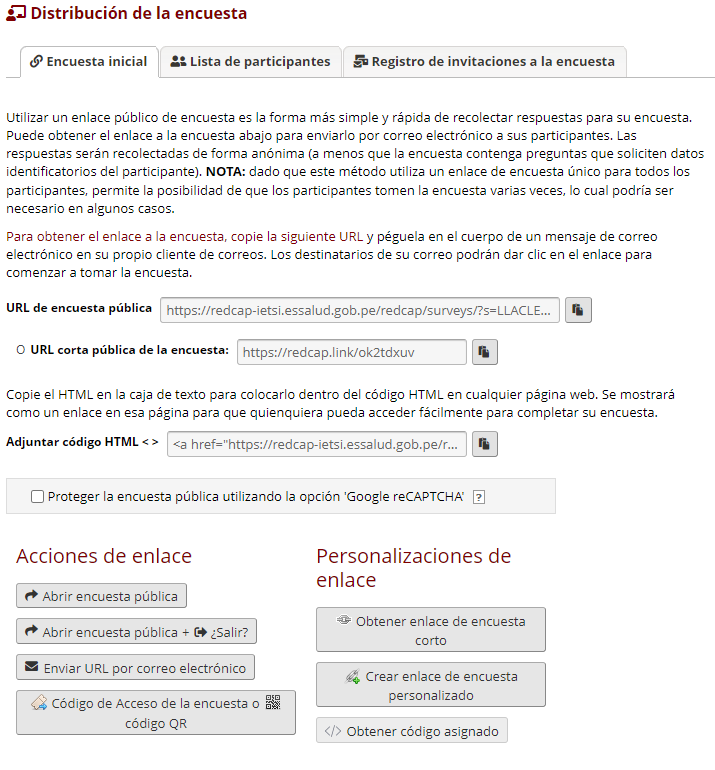 Distribución de la encuesta
Encuesta inicial
Lista de participantes
Registro de invitaciones a la encuesta
Utilizar un enlace público de encuesta es la forma más simple y rápida de recolectar respuestas para su encuesta.
Puede obtener el enlace a la encuesta abajo para enviarlo por correo electrónico a sus participantes. Las
respuestas serán recolectadas de forma anónima (a menos que la encuesta contenga preguntas que soliciten datos
identificatorios del participante). NOTA: dado que este método utiliza un enlace de encuesta único para todos los
participantes, permite la posibilidad de que los participantes tomen la encuesta varias veces, lo cual podría ser
necesario en algunos casos.
Para obtener el enlace a la encuesta, copie la siguiente URL y péguela en el cuerpo de un mensaje de correo
electrónico en su propio cliente de correos. Los destinatarios de su correo podrán dar clic en el enlace para
comenzar a tomar la encuesta.
URL de encuesta pública https://redcap-ietsi.essalud.gob.pe/redcap/surveys/?s=LLACLE...
O URL corta pública de la encuesta: https://redcap.link/ok2tdxuv
Copie el HTML en la caja de texto para colocarlo dentro del código HTML en cualquier página web. Se mostrará
como un enlace en esa página para que quienquiera pueda acceder fácilmente para completar su encuesta.
Adjuntar código HTML < > <a href="https://redcap-ietsi.essalud.gob.pe/r...
Proteger la encuesta pública utilizando la opción 'Google reCAPTCHA' ?
Acciones de enlace
Abrir encuesta pública
Abrir encuesta pública + ¿Salir?
Enviar URL por correo electrónico
Código de Acceso de la encuesta o
código QR
Personalizaciones de
enlace
Obtener enlace de encuesta
corto
Crear enlace de encuesta
personalizado
</> Obtener código asignado